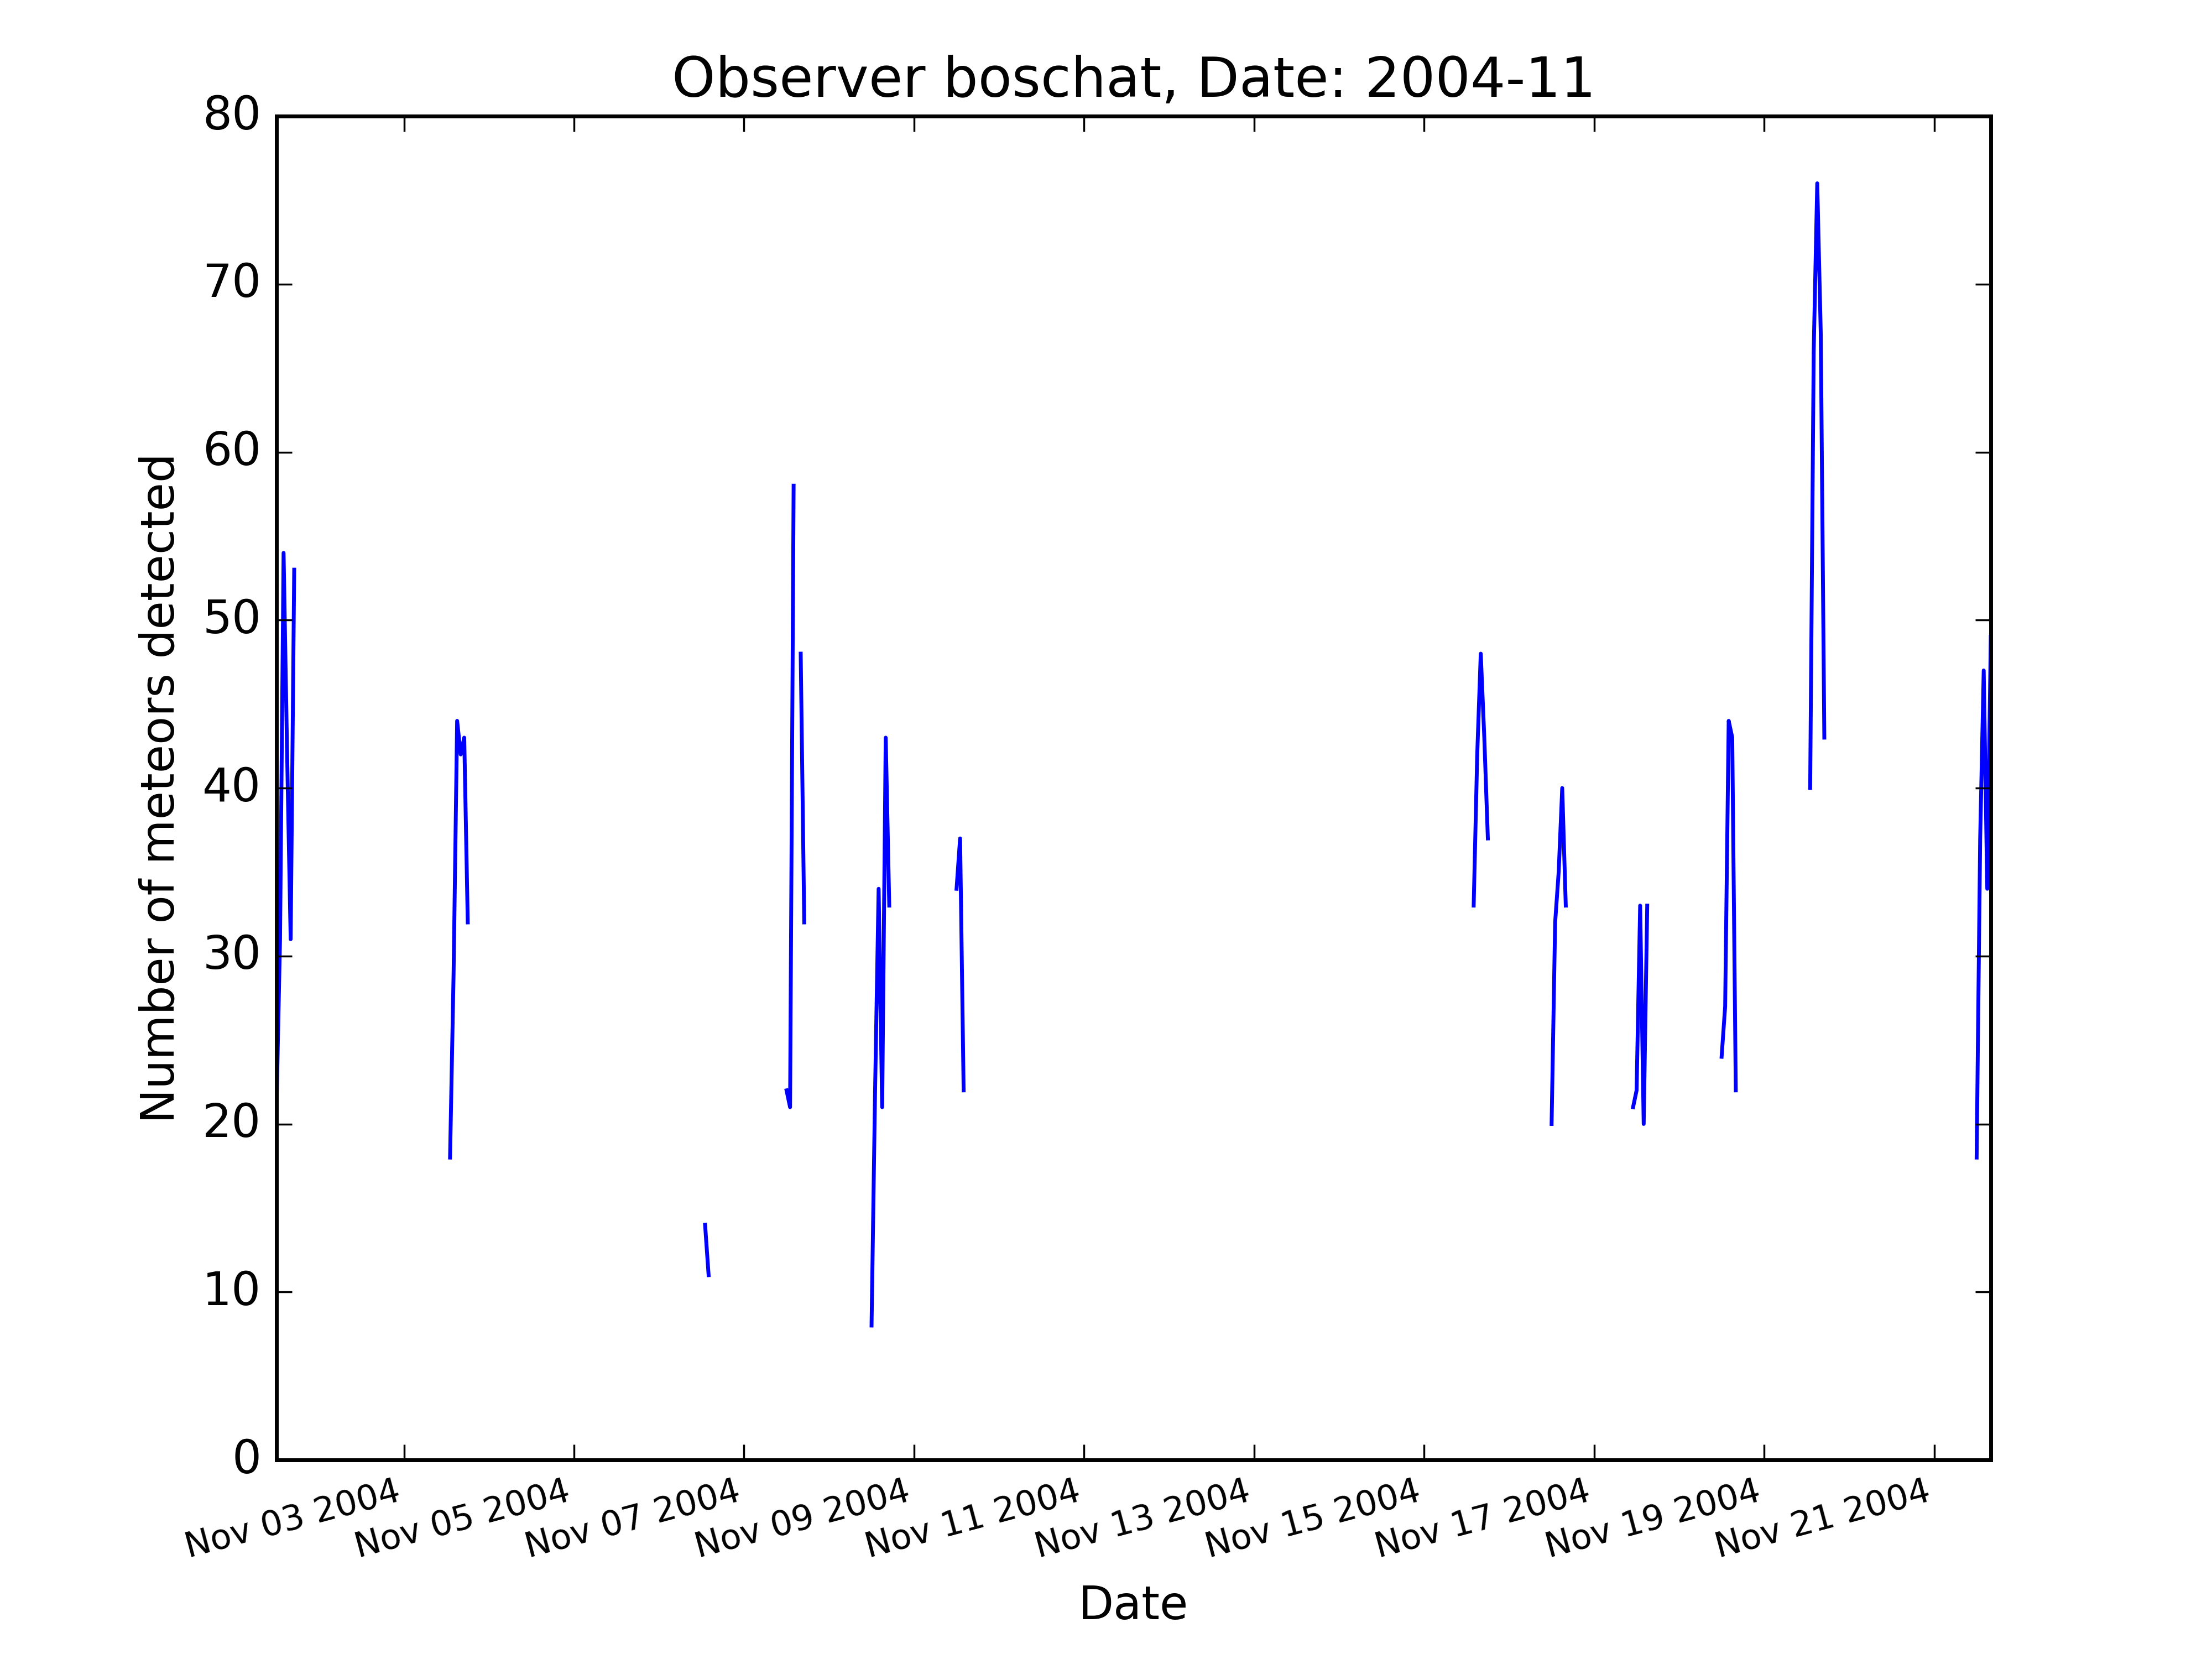 Observer boschat, Date: 2004-11
Number of meteors detected
80
70
60
50
40
30
20
10
0
Nov 03 2004
Nov 05 2004
Nov 07 2004
Nov 09 2004
Nov 11 2004
Nov 13 2004
Nov 15 2004
Nov 17 2004
Nov 19 2004
Nov 21 2004
Date